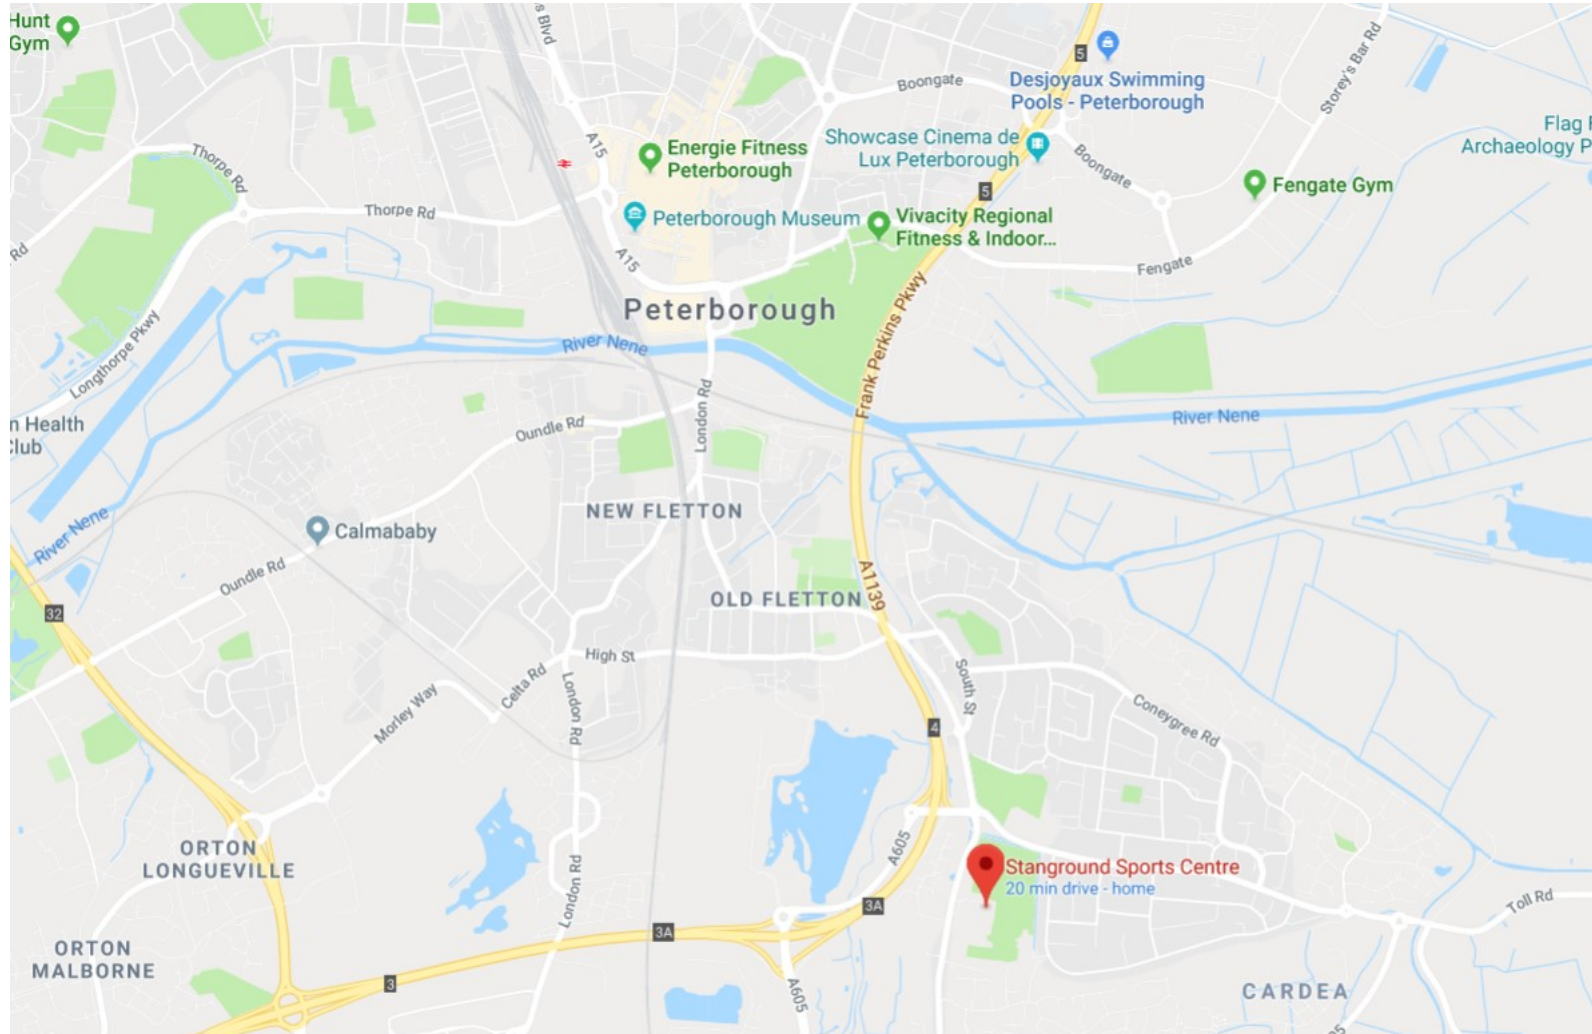 Hunt
Gym
s Blvd
5
Desjoyaux Swimming
Pools - Peterborough
Boongate
Storey's Bar Rd
Flag F
Archaeology P
A15
Energie Fitness
Peterborough
Showcase Cinema de
Lux Peterborough
Boongate
Thorpe Rd
5
Fengate Gym
Thorpe Rd
Peterborough Museum
Vivacity Regional
Fitness & Indoor...
Rd
A15
Fengate
Peterborough
Frank Perkins Pkwy
Longthorpe Pkwy
River Nene
London Rd
River Nene
n Health
Club
Oundle Rd
NEW FLETTON
River Nene
Calmababy
Oundle Rd
A1139
OLD FLETTON
32
High St
South St
Celta Rd
London Rd
Morley Way
Coneygree Rd
4
ORTON
LONGUEVILLE
A605
Stanground Sports Centre
20 min drive - home
London Rd
3A
3A
Toll Rd
ORTON
MALBORNE
3
A605
CARDEA